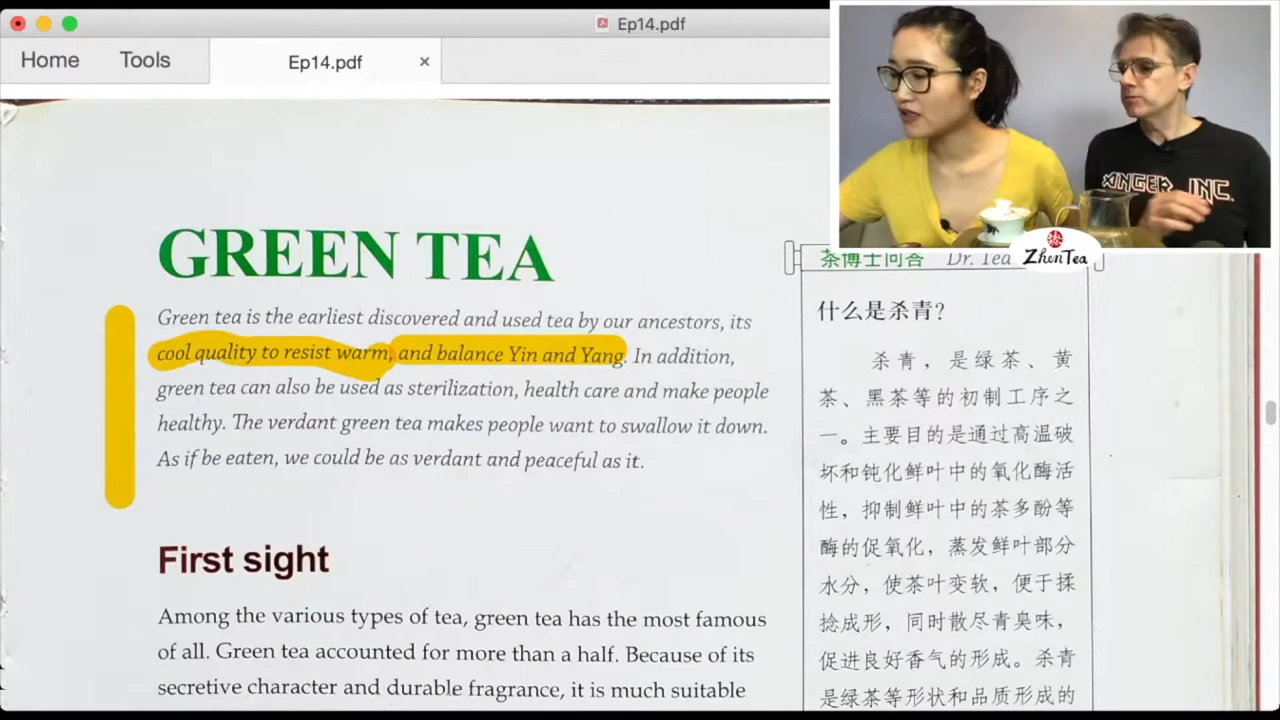 Ep14.pdf
Home
Tools
Ep14.pdf
ANGER INC.
ZhenTea
GREEN TEA
Green tea is the earliest discovered and used tea by our ancestors, its
cool quality to resist warm, and balance Yin and Yang. In addition,
green tea can also be used as sterilization, health care and make people
healthy. The verdant green tea makes people want to swallow it down.
As if be eaten, we could be as verdant and peaceful as it.
First sight
Among the various types of tea, green tea has the most famous
of all. Green tea accounted for more than a half. Because of its
secretive character and durable fragrance, it is much suitable
茶博士问答 Dr. Tea
什么是杀青?
杀青，是绿茶、黄
茶、黑茶等的初制工序之
一。主要目的是通过高温破
坏和钝化鲜叶中的氧化酶活
性，抑制鲜叶中的茶多酚等
酶的促氧化，蒸发鲜叶部分
水分，使茶叶变软，便于揉
捻成形，同时散尽青臭味，
促进良好香气的形成。杀青
是绿茶等形状和品质形成的